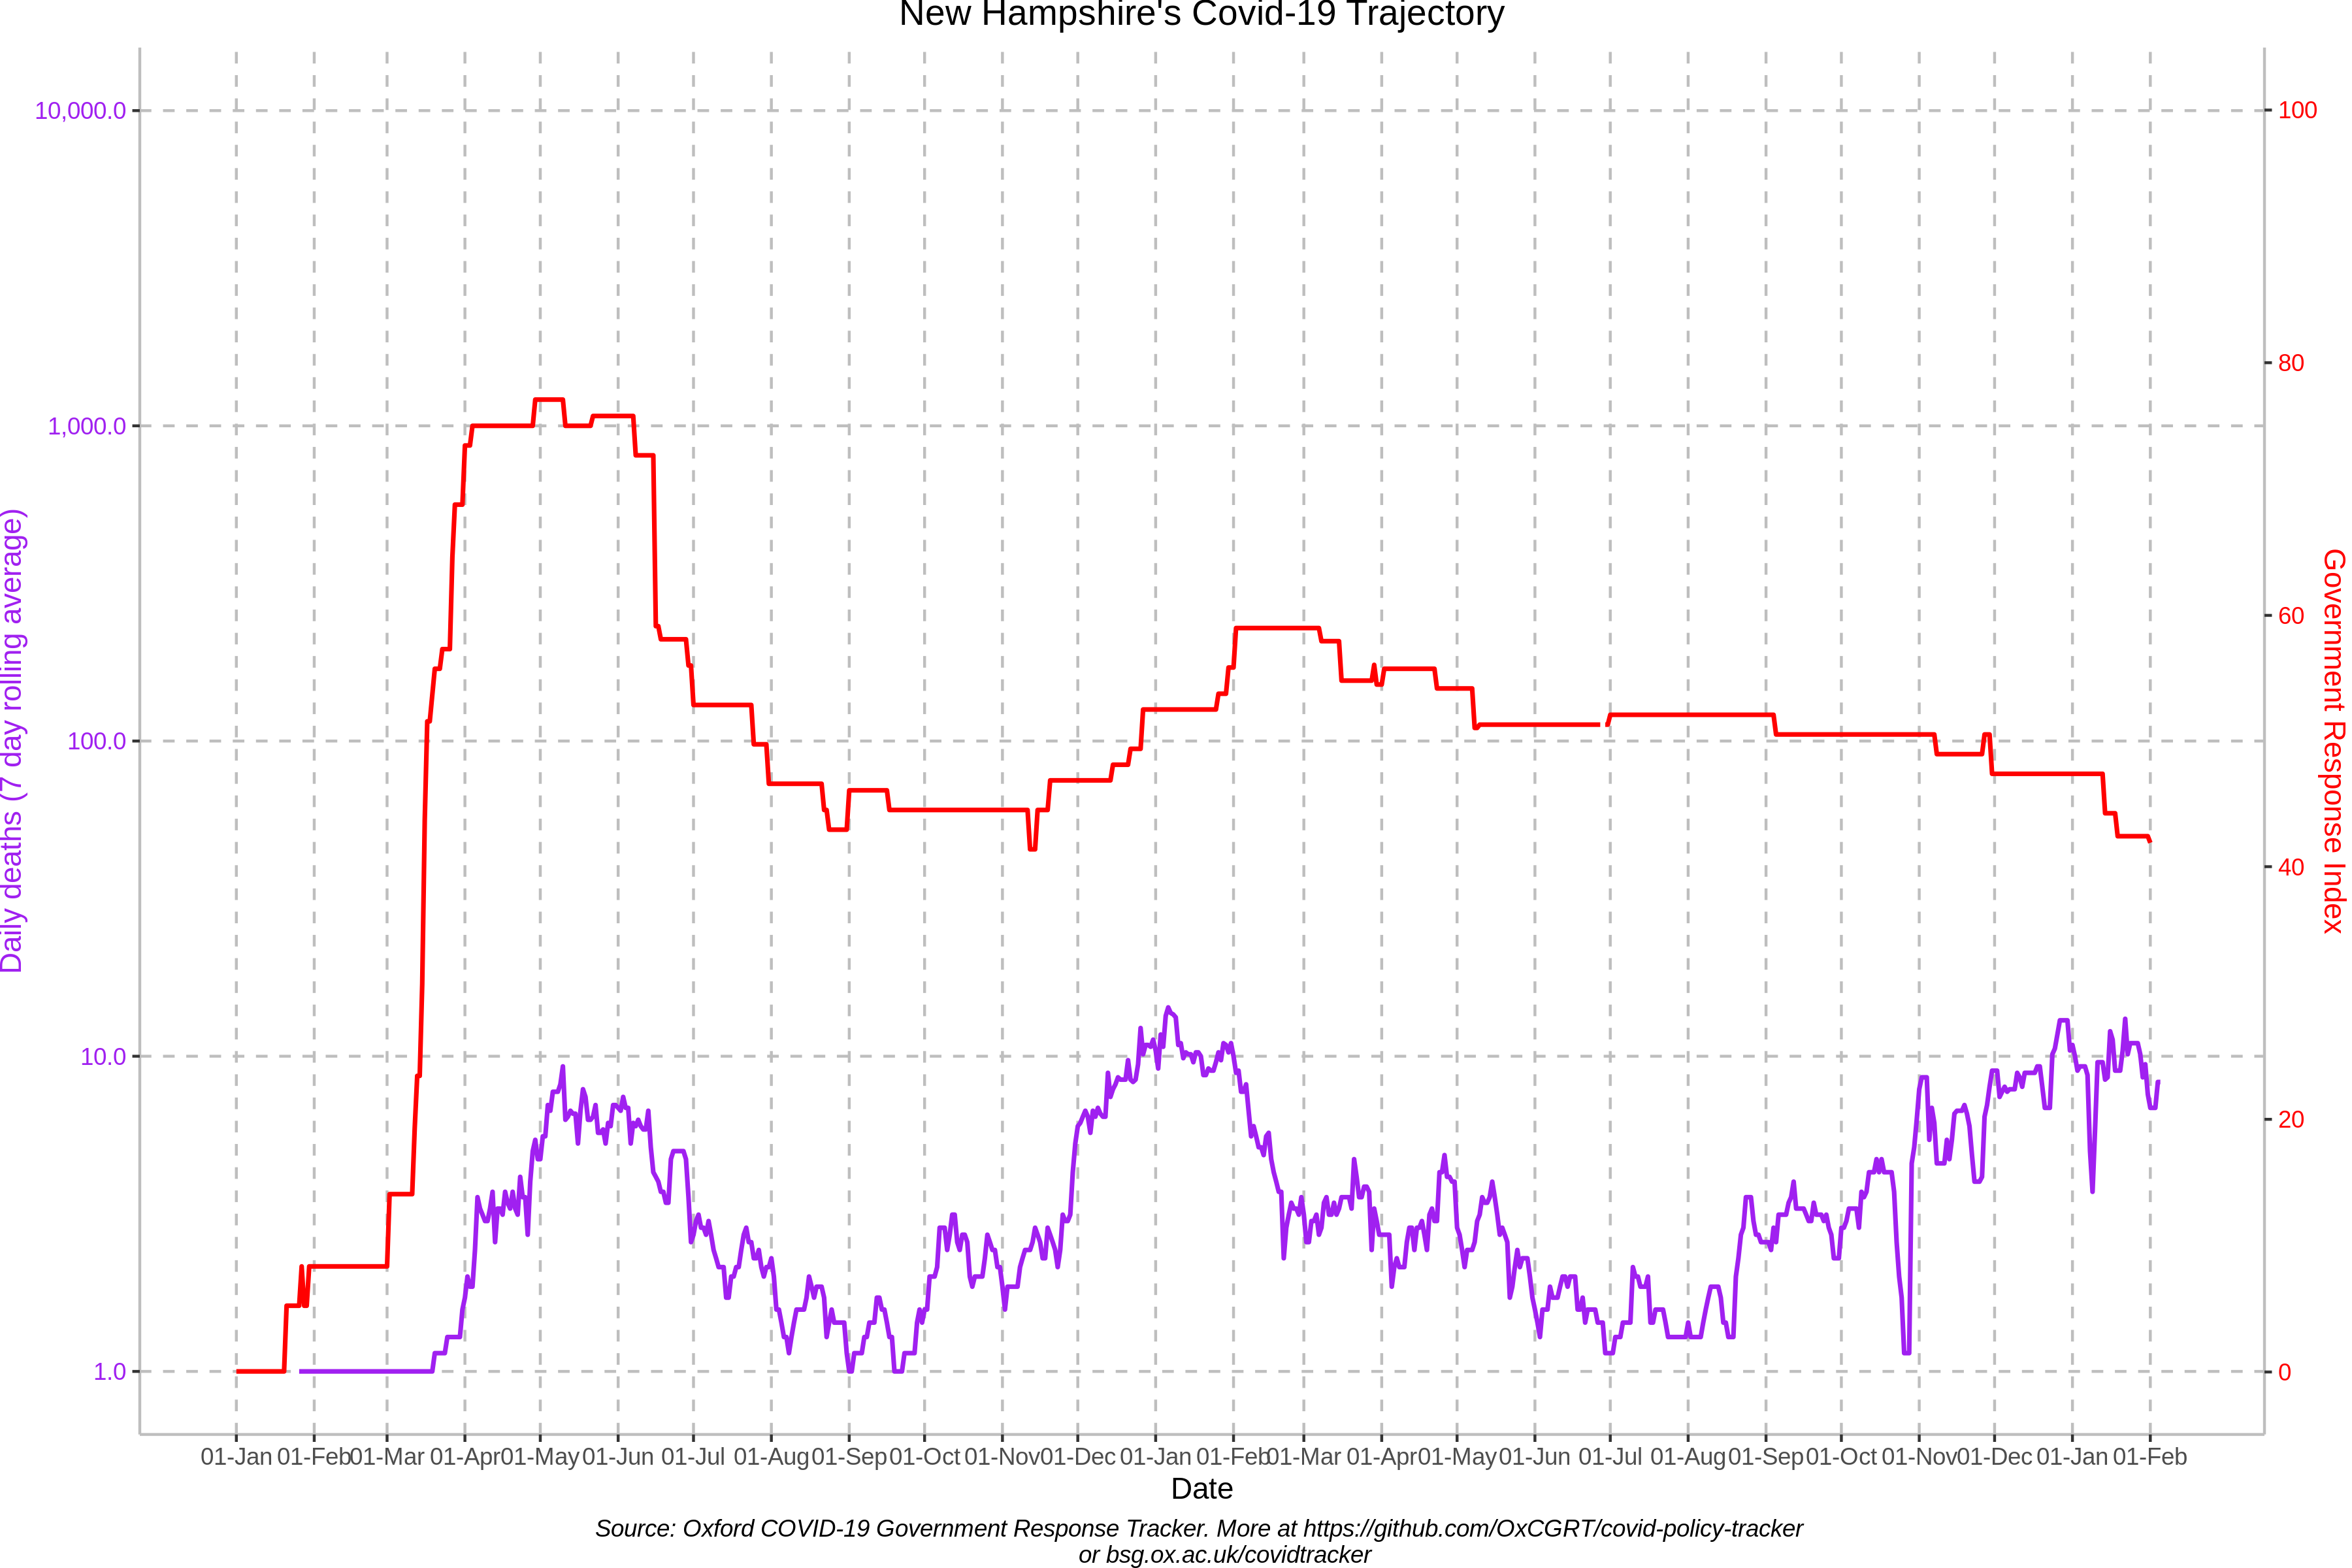 New Hampshire's Covid-19 Trajectory
10,000.0
1,000.0
100.0
10.0
1.0
Daily deaths (7 day rolling average)
100
80
60
40
20
0
Government Response Index
01-Jan 01-Feb 01-Mar 01-Apr 01-May 01-Jun 01-Jul 01-Aug 01-Sep 01-Oct 01-Nov 01-Dec 01-Jan 01-Feb 01-Mar 01-Apr 01-May 01-Jun 01-Jul 01-Aug 01-Sep 01-Oct 01-Nov 01-Dec 01-Jan 01-Feb
Date
Source: Oxford COVID-19 Government Response Tracker. More at https://github.com/OxCGRT/covid-policy-tracker
or bsg.ox.ac.uk/covidtracker